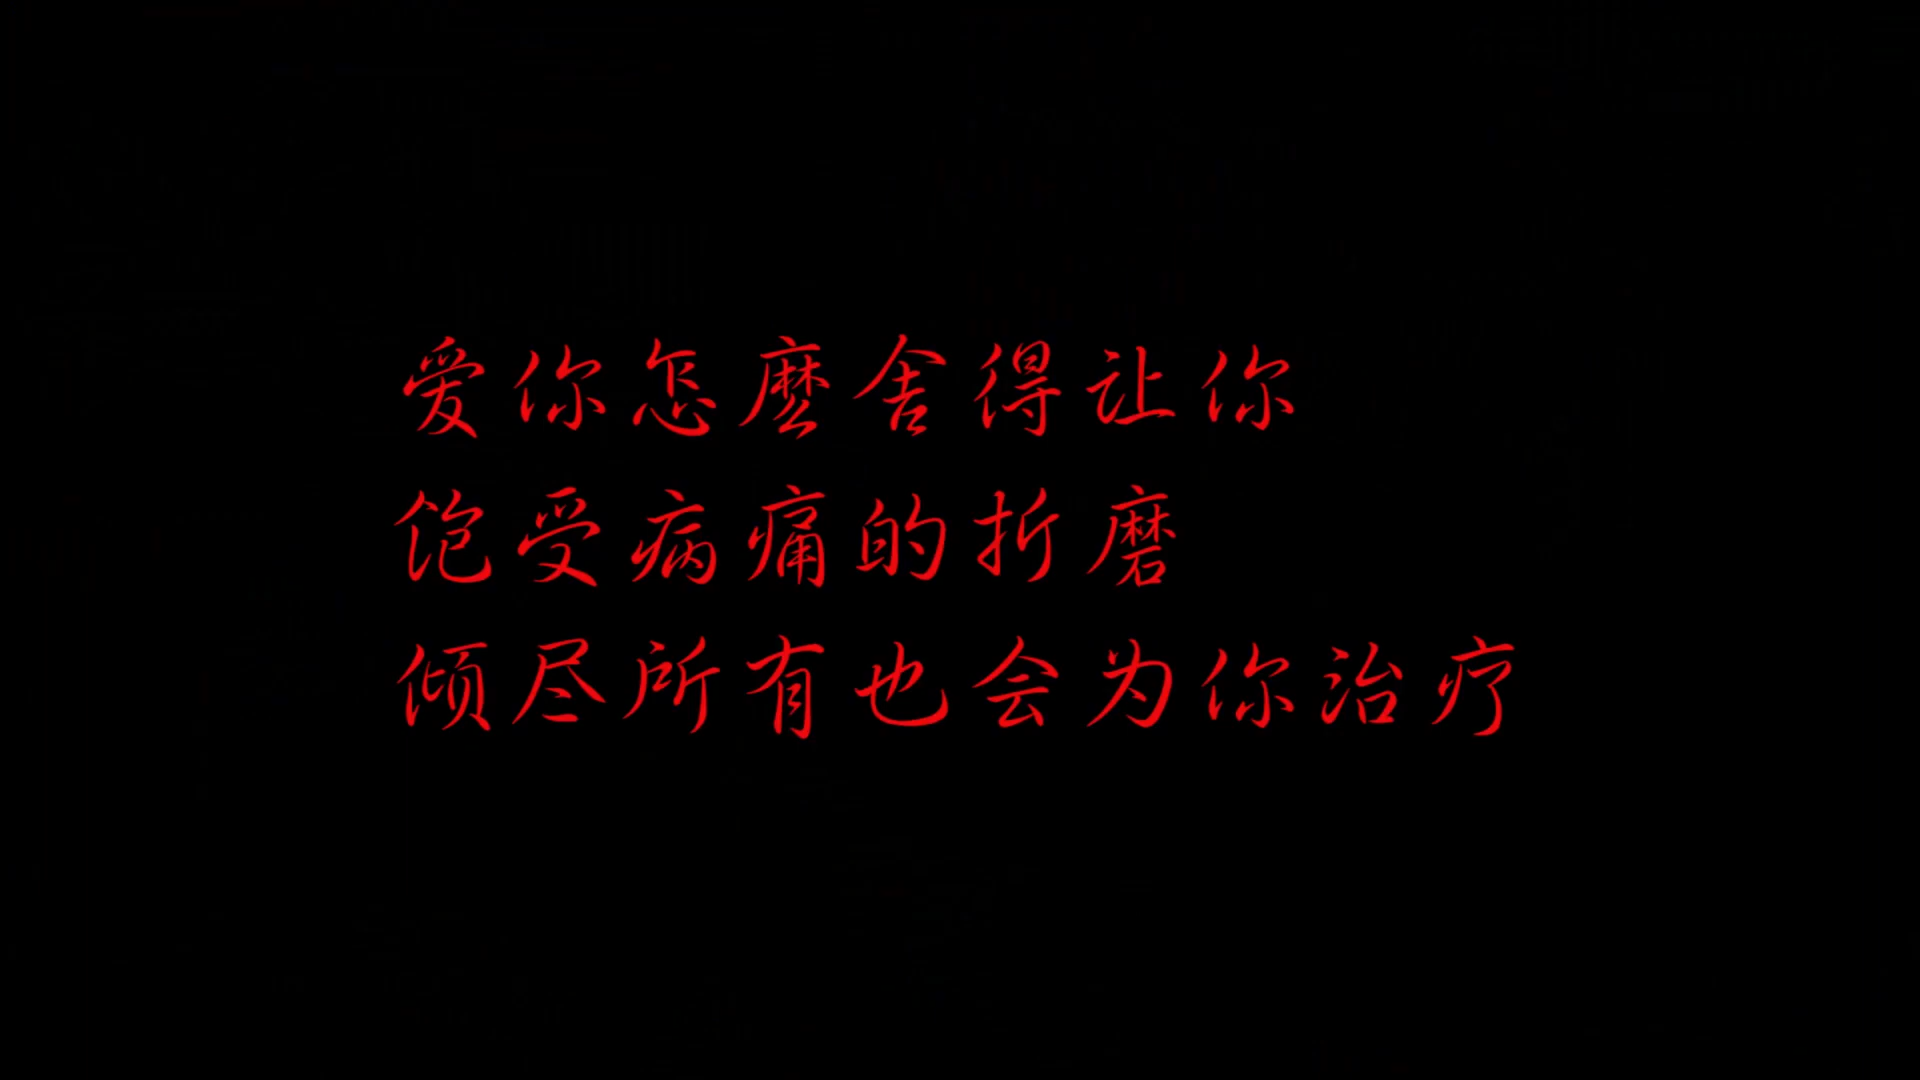 爱你怎麽舍得让你
饱受病痛的折磨
倾尽所有也会为你治疗